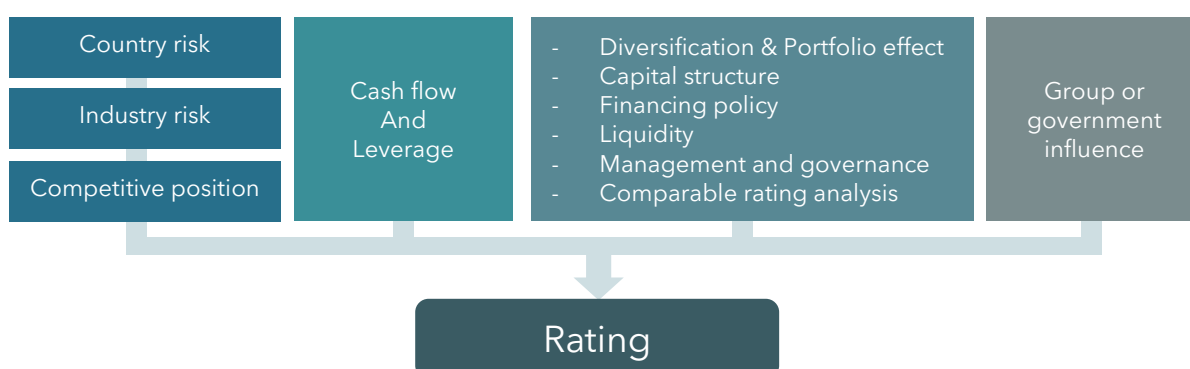 Country risk
Industry risk
Competitive position
Cash flow
And
Leverage
- Diversification & Portfolio effect
- Capital structure
- Financing policy
- Liquidity
- Management and governance
- Comparable rating analysis
Group or
government
influence
Rating